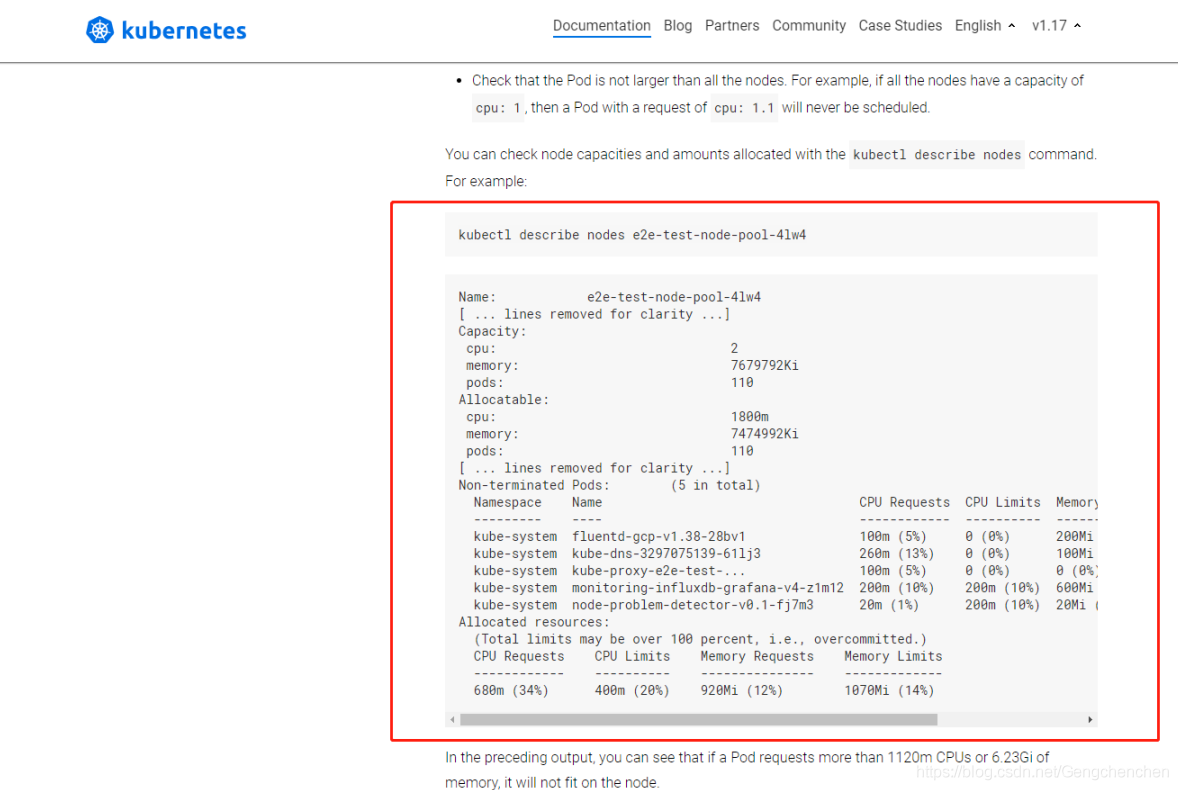 kubernetes
Documentation Blog Partners Community Case Studies English v1.17
• Check that the Pod is not larger than all the nodes. For example, if all the nodes have a capacity of
cpu: 1, then a Pod with a request of cpu: 1.1 will never be scheduled.
You can check node capacities and amounts allocated with the kubectl describe nodes command.
For example:
kubectl describe nodes e2e-test-node-pool-4lw4
Name: e2e-test-node-pool-4lw4
[ ... lines removed for clarity ...]
Capacity:
cpu: 2
memory: 7679792Ki
pods: 110
Allocatable:
cpu: 1800m
memory: 7474992Ki
pods: 110
[ ... lines removed for clarity ...]
Non-terminated Pods: (5 in total)
Namespace Name CPU Requests CPU Limits Memory
--------- ---- ------------ ---------- ------
kube-system fluentd-gcp-v1.38-28bv1 100m (5%) 0 (0%) 200Mi
kube-system kube-dns-3297075139-61lj3 260m (13%) 0 (0%) 100Mi
kube-system kube-proxy-e2e-test-... 100m (5%) 0 (0%) 0 (0%)
kube-system monitoring-influxdb-grafana-v4-z1m12 200m (10%) 200m (10%) 600Mi
kube-system node-problem-detector-v0.1-fj7m3 20m (1%) 200m (10%) 20Mi (
Allocated resources:
(Total limits may be over 100 percent, i.e., overcommitted.)
CPU Requests CPU Limits Memory Requests Memory Limits
------------ ---------- --------------- -------------
680m (34%) 400m (20%) 920Mi (12%) 1070Mi (14%)
In the preceding output, you can see that if a Pod requests more than 1120m CPUs or 6.23Gi of
memory, it will not fit on the node.
https://blog.csdn.net/Gengchenchen